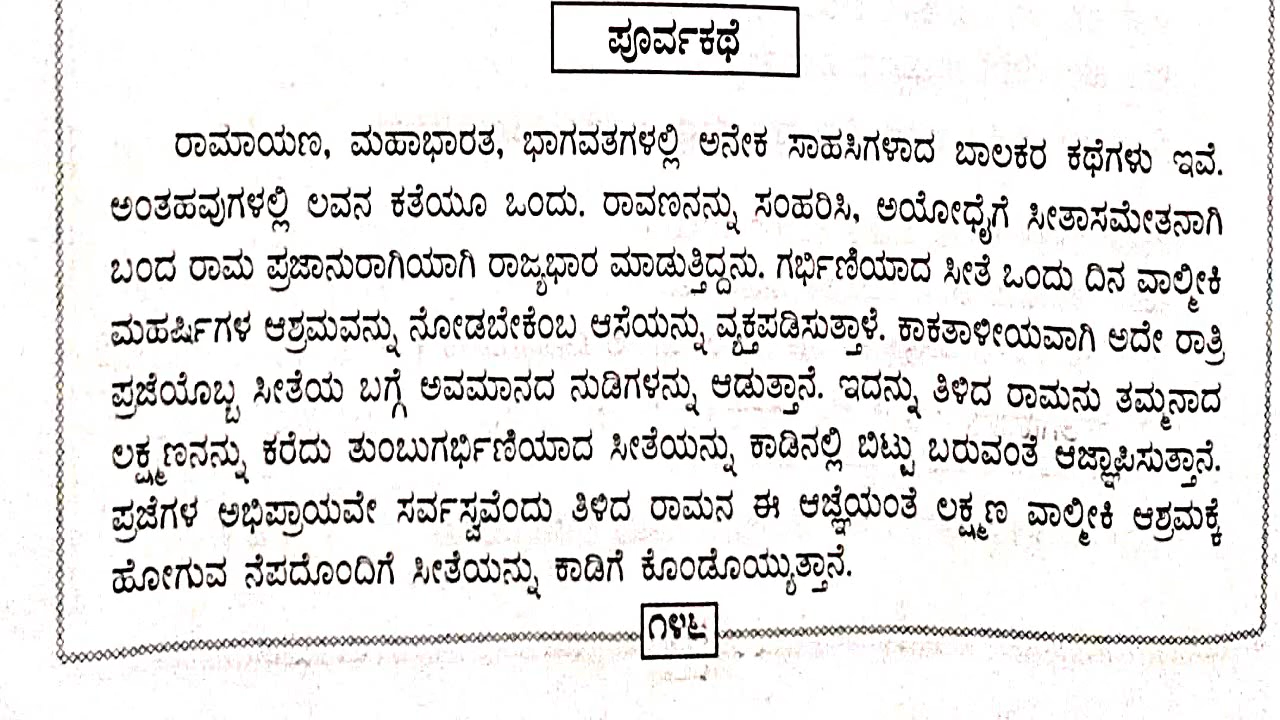 ಪೂರ್ವಕಥೆ
ರಾಮಾಯಣ, ಮಹಾಭಾರತ, ಭಾಗವತಗಳಲ್ಲಿ ಅನೇಕ ಸಾಹಸಿಗಳಾದ ಬಾಲಕರ ಕಥೆಗಳು ಇವೆ.
ಅಂತಹವುಗಳಲ್ಲಿ ಲವನ ಕತೆಯೂ ಒಂದು. ರಾವಣನನ್ನು ಸಂಹರಿಸಿ, ಅಯೋಧ್ಯೆಗೆ ಸೀತಾಸಮೇತನಾಗಿ
ಬಂದ ರಾಮ ಪ್ರಜಾನುರಾಗಿಯಾಗಿ ರಾಜ್ಯಭಾರ ಮಾಡುತ್ತಿದ್ದನು. ಗರ್ಭಿಣಿಯಾದ ಸೀತೆ ಒಂದು ದಿನ ವಾಲ್ಮೀಕಿ
ಮಹರ್ಷಿಗಳ ಆಶ್ರಮವನ್ನು ನೋಡಬೇಕೆಂಬ ಆಸೆಯನ್ನು ವ್ಯಕ್ತಪಡಿಸುತ್ತಾಳೆ. ಕಾಕತಾಳೀಯವಾಗಿ ಅದೇ ರಾತ್ರಿ
ಪ್ರಜೆಯೊಬ್ಬ ಸೀತೆಯ ಬಗ್ಗೆ ಅವಮಾನದ ನುಡಿಗಳನ್ನು ಆಡುತ್ತಾನೆ. ಇದನ್ನು ತಿಳಿದ ರಾಮನು ತಮ್ಮನಾದ
ಲಕ್ಷ್ಮಣನನ್ನು ಕರೆದು ತುಂಬುಗರ್ಭಿಣಿಯಾದ ಸೀತೆಯನ್ನು ಕಾಡಿನಲ್ಲಿ ಬಿಟ್ಟು ಬರುವಂತೆ ಆಜ್ಞಾಪಿಸುತ್ತಾನೆ.
ಪ್ರಜೆಗಳ ಅಭಿಪ್ರಾಯವೇ ಸರ್ವಸ್ವವೆಂದು ತಿಳಿದ ರಾಮನ ಈ ಆಜ್ಞೆಯಂತೆ ಲಕ್ಷ್ಮಣ ವಾಲ್ಮೀಕಿ ಆಶ್ರಮಕ್ಕೆ
ಹೋಗುವ ನೆಪದೊಂದಿಗೆ ಸೀತೆಯನ್ನು ಕಾಡಿಗೆ ಕೊಂಡೊಯ್ಯುತ್ತಾನೆ.
೧೪೬